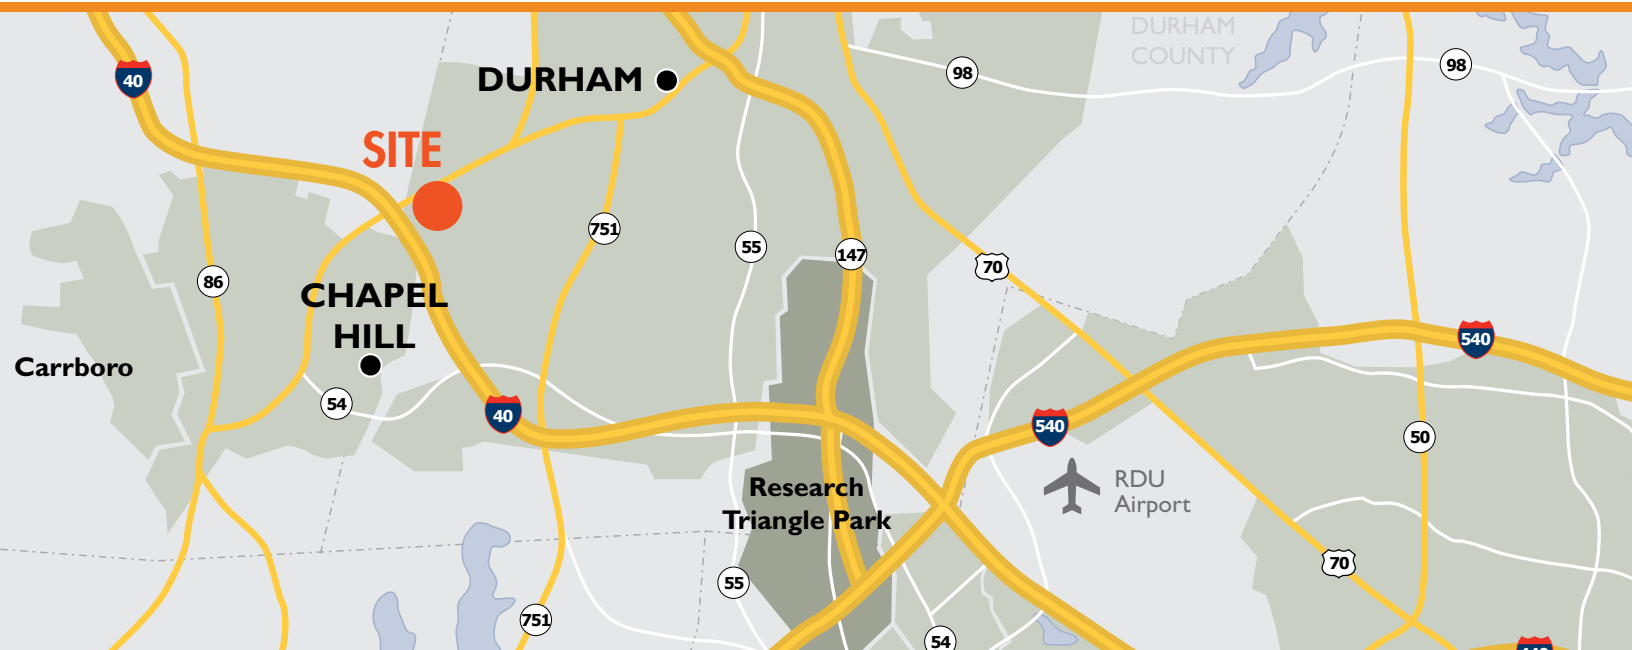 DURHAM
COUNTY
98
98
40
DURHAM
SITE
751
55
147
70
86
CHAPEL
HILL
540
Carrboro
54
40
540
50
RDU
Airport
Research
Triangle Park
70
55
751
54